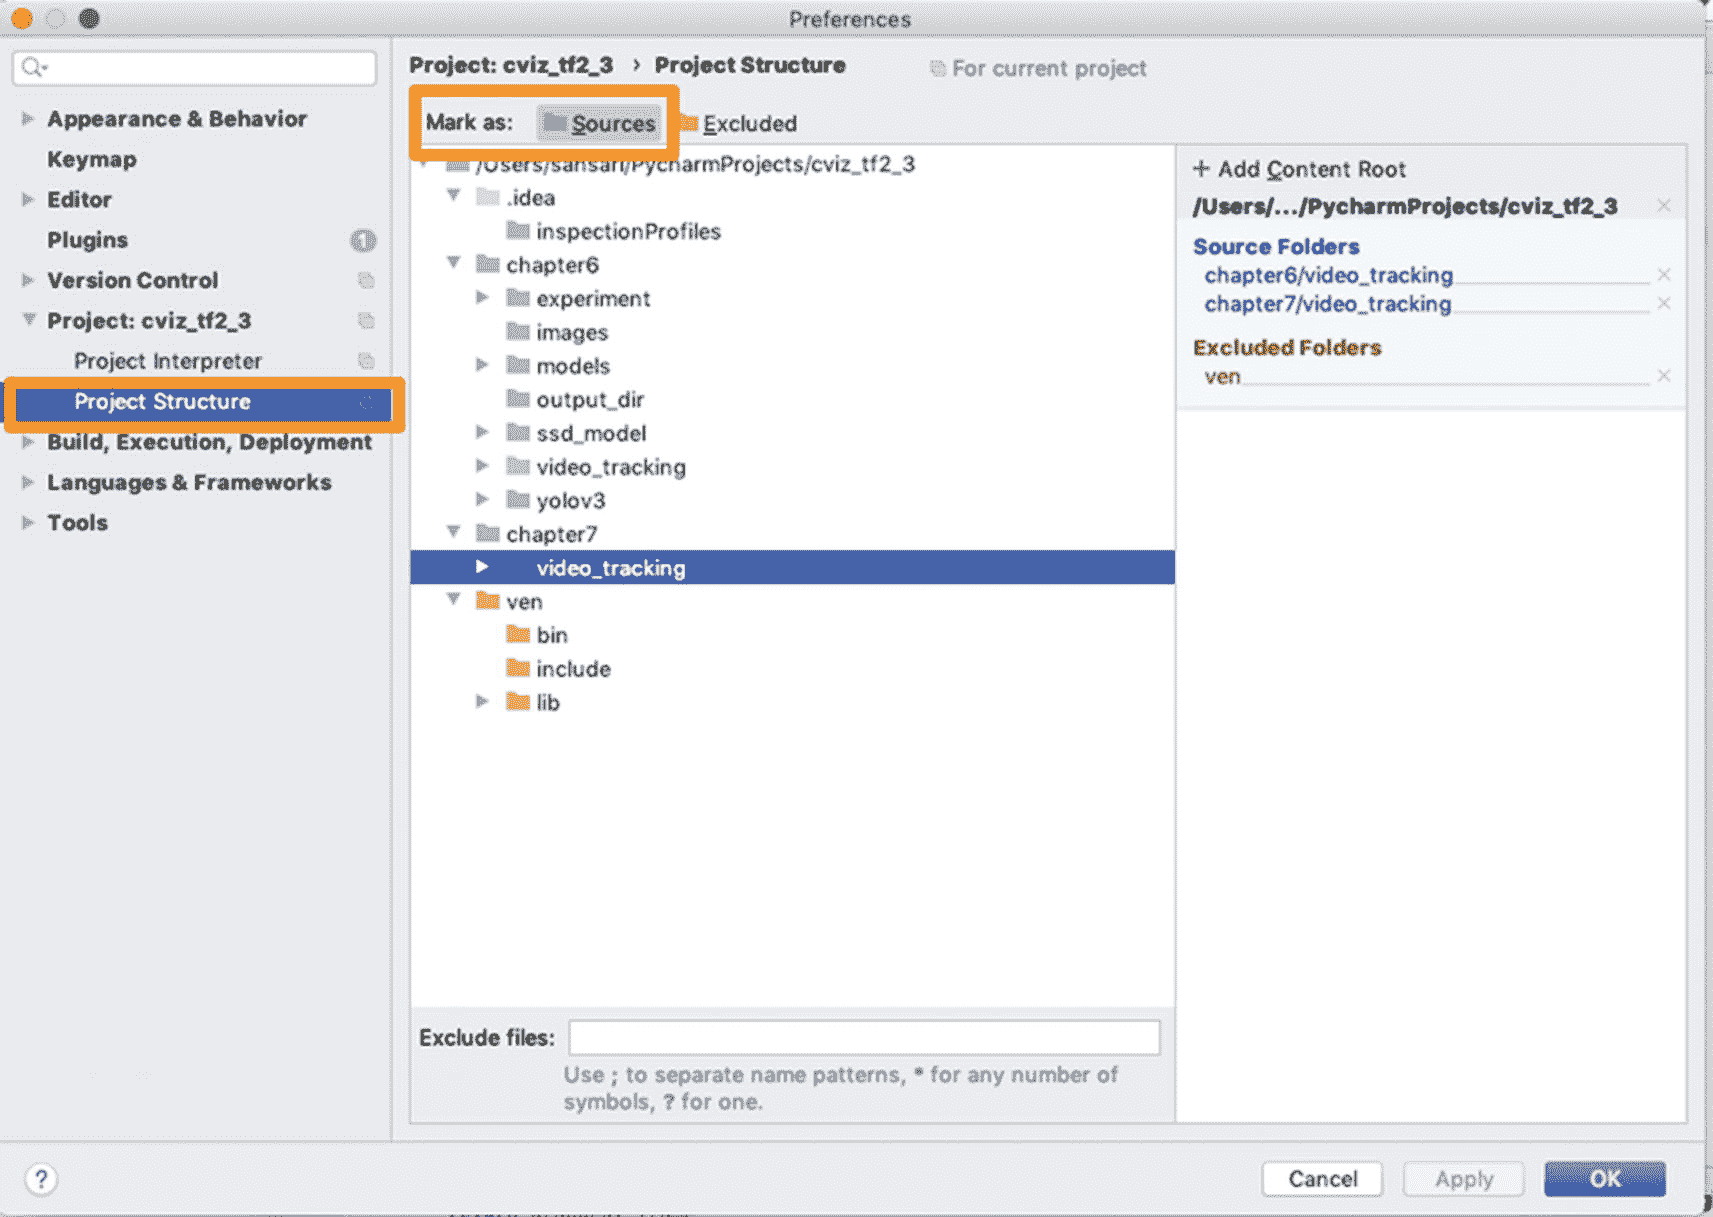 Preferences
Appearance & Behavior
Keymap
Editor
Plugins 1
Version Control
Project: cviz_tf2_3
Project Interpreter
Project Structure
Build, Execution, Deployment
Languages & Frameworks
Tools
Project: cviz_tf2_3 › Project Structure For current project
Mark as: Sources Excluded
/Users/sansari/PycharmProjects/cviz_tf2_3
.idea
inspectionProfiles
chapter6
experiment
images
models
output_dir
ssd_model
video_tracking
yolov3
chapter7
video_tracking
ven
bin
include
lib
Exclude files:
Use ; to separate name patterns, * for any number of
symbols, ? for one.
+ Add Content Root
/Users/.../PycharmProjects/cviz_tf2_3
Source Folders
chapter6/video_tracking
chapter7/video_tracking
Excluded Folders
ven
?
Cancel Apply OK